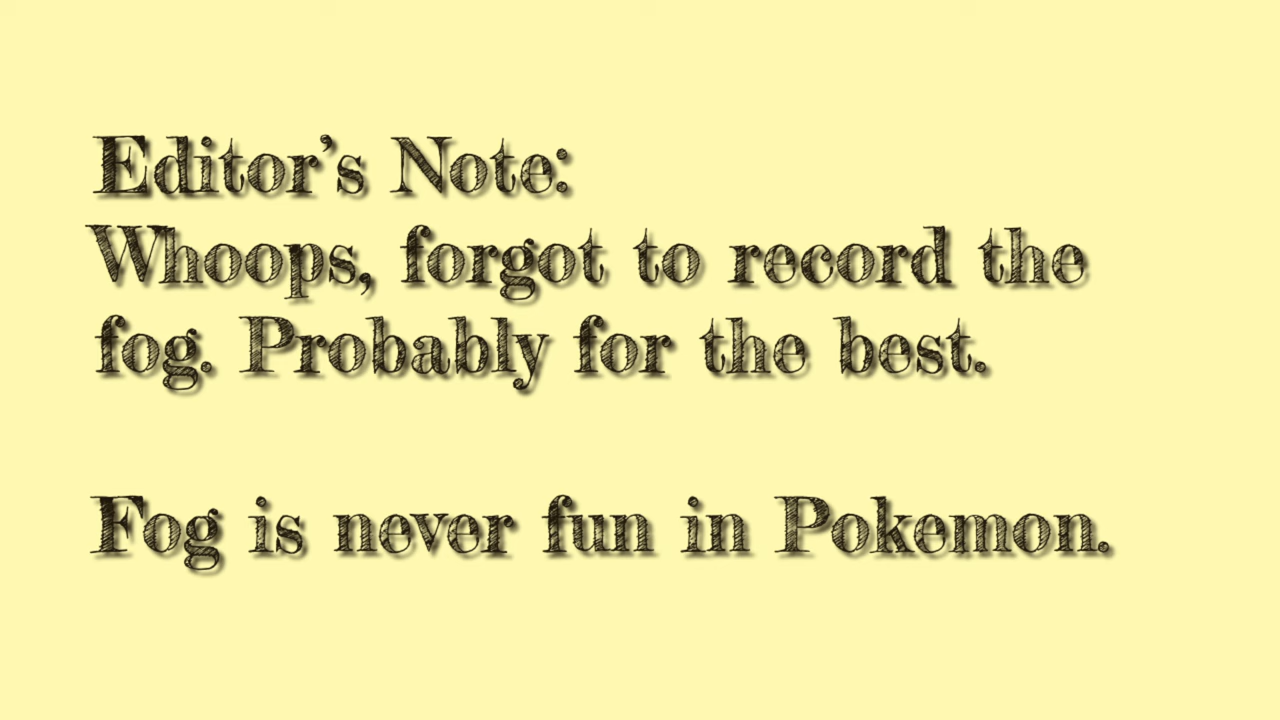 Editor's Note:
Whoops, forgot to record the
fog. Probably for the best.
Fog is never fun in Pokemon.